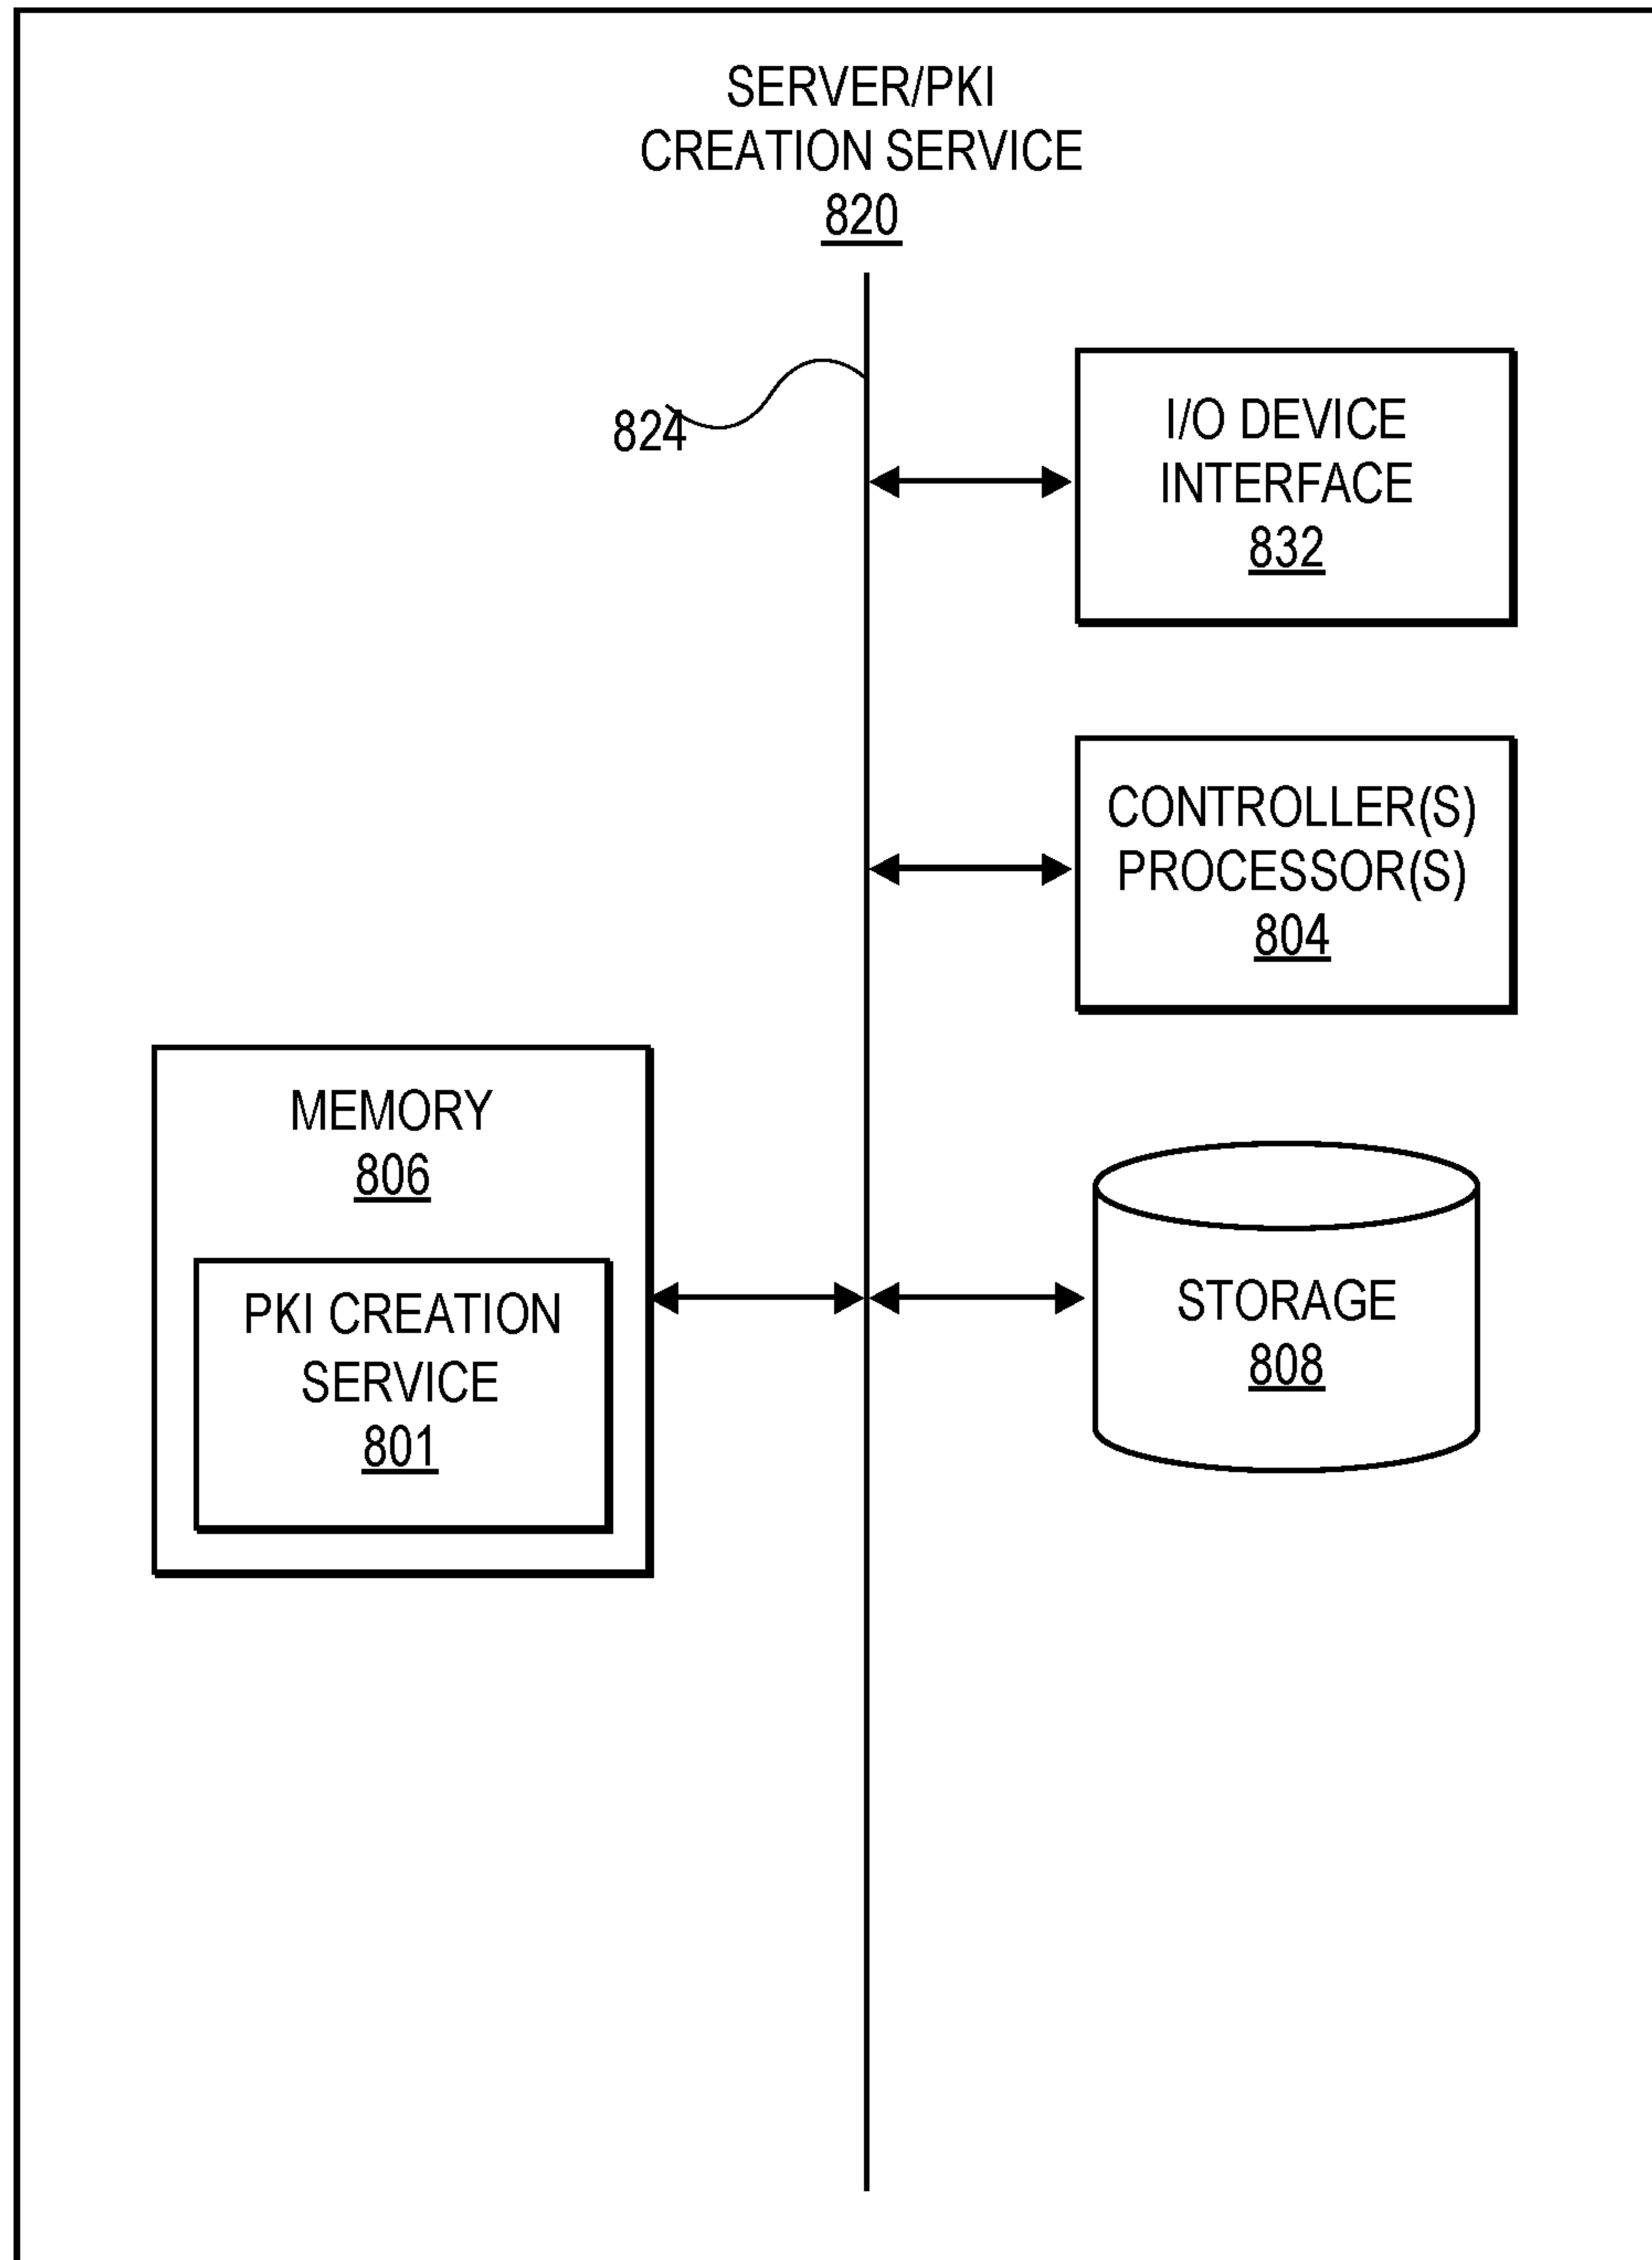 SERVER/PKI
CREATION SERVICE
820
824
I/O DEVICE
INTERFACE
832
CONTROLLER(S)
PROCESSOR(S)
804
MEMORY
806
PKI CREATION
SERVICE
801
STORAGE
808